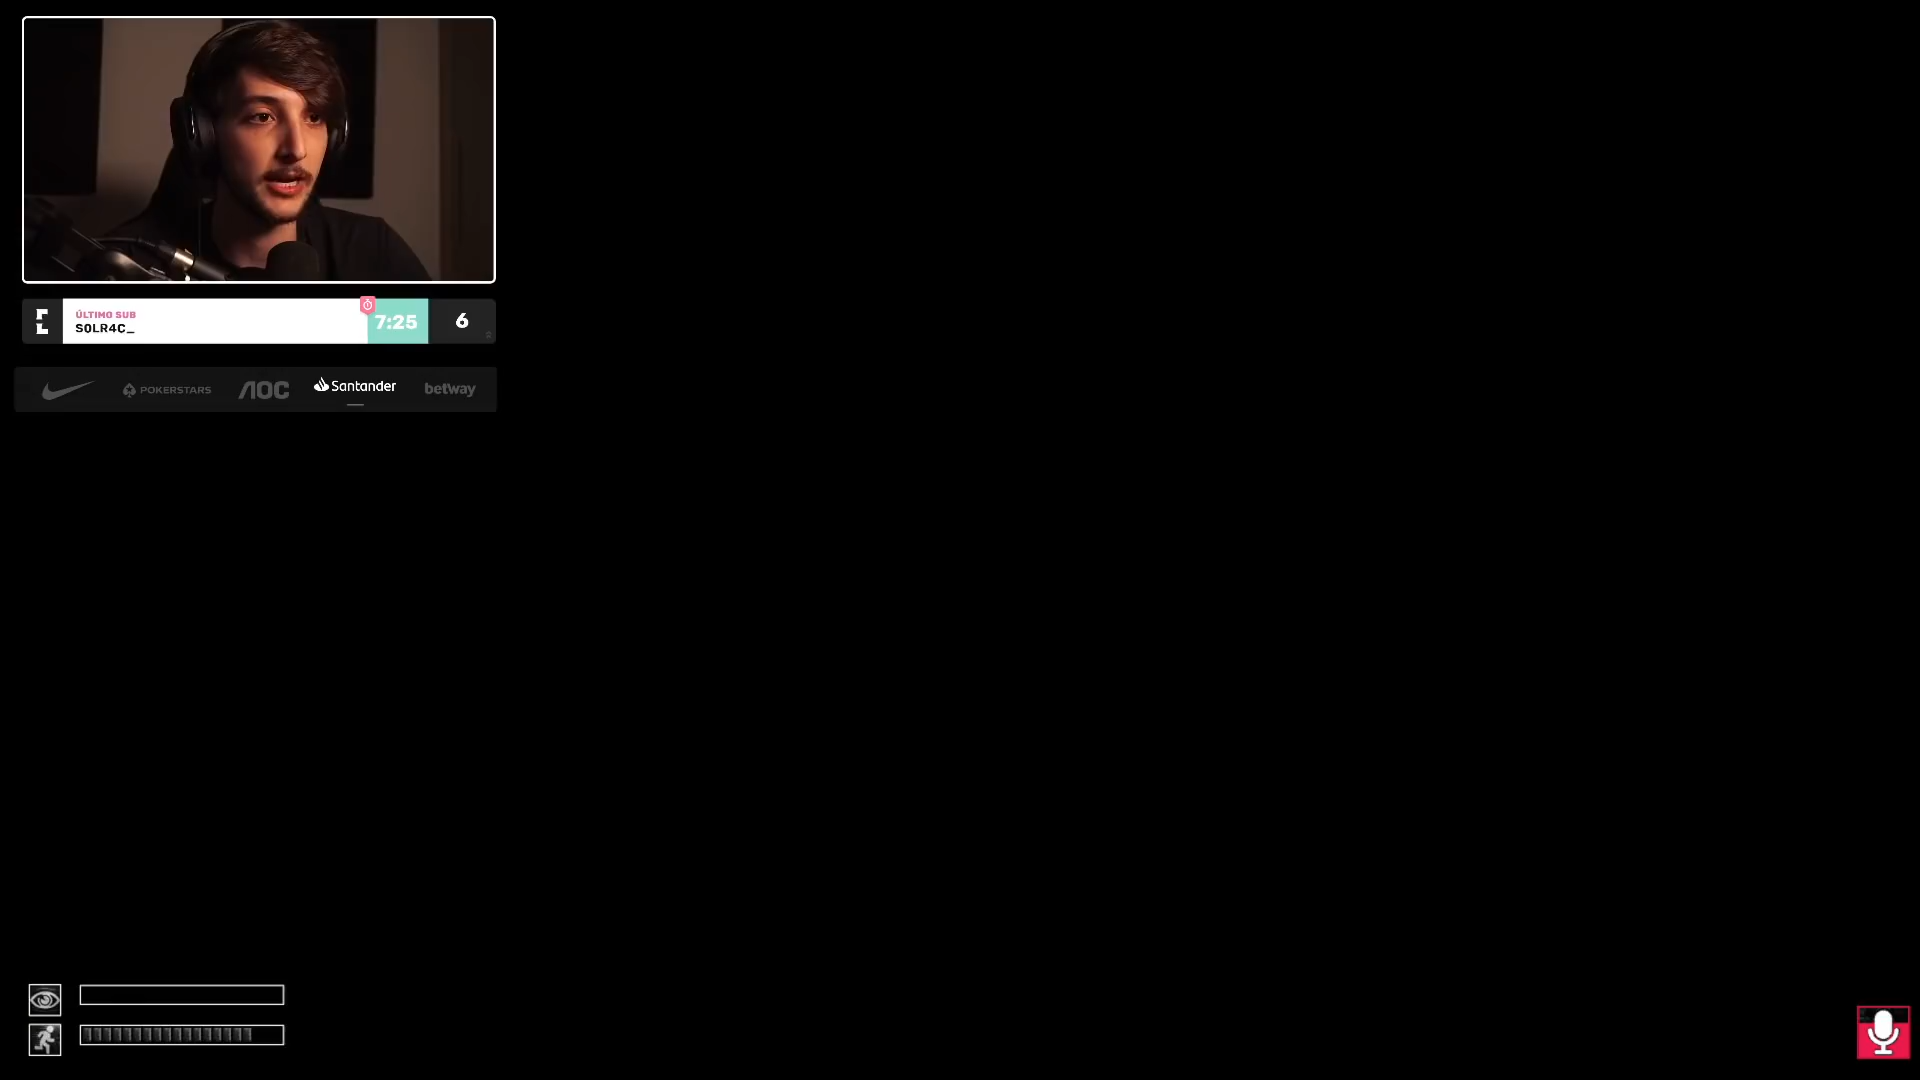 ÚLTIMO SUB
S0LR4C_
7:25
6
POKERSTARS
AOC
Santander
betway